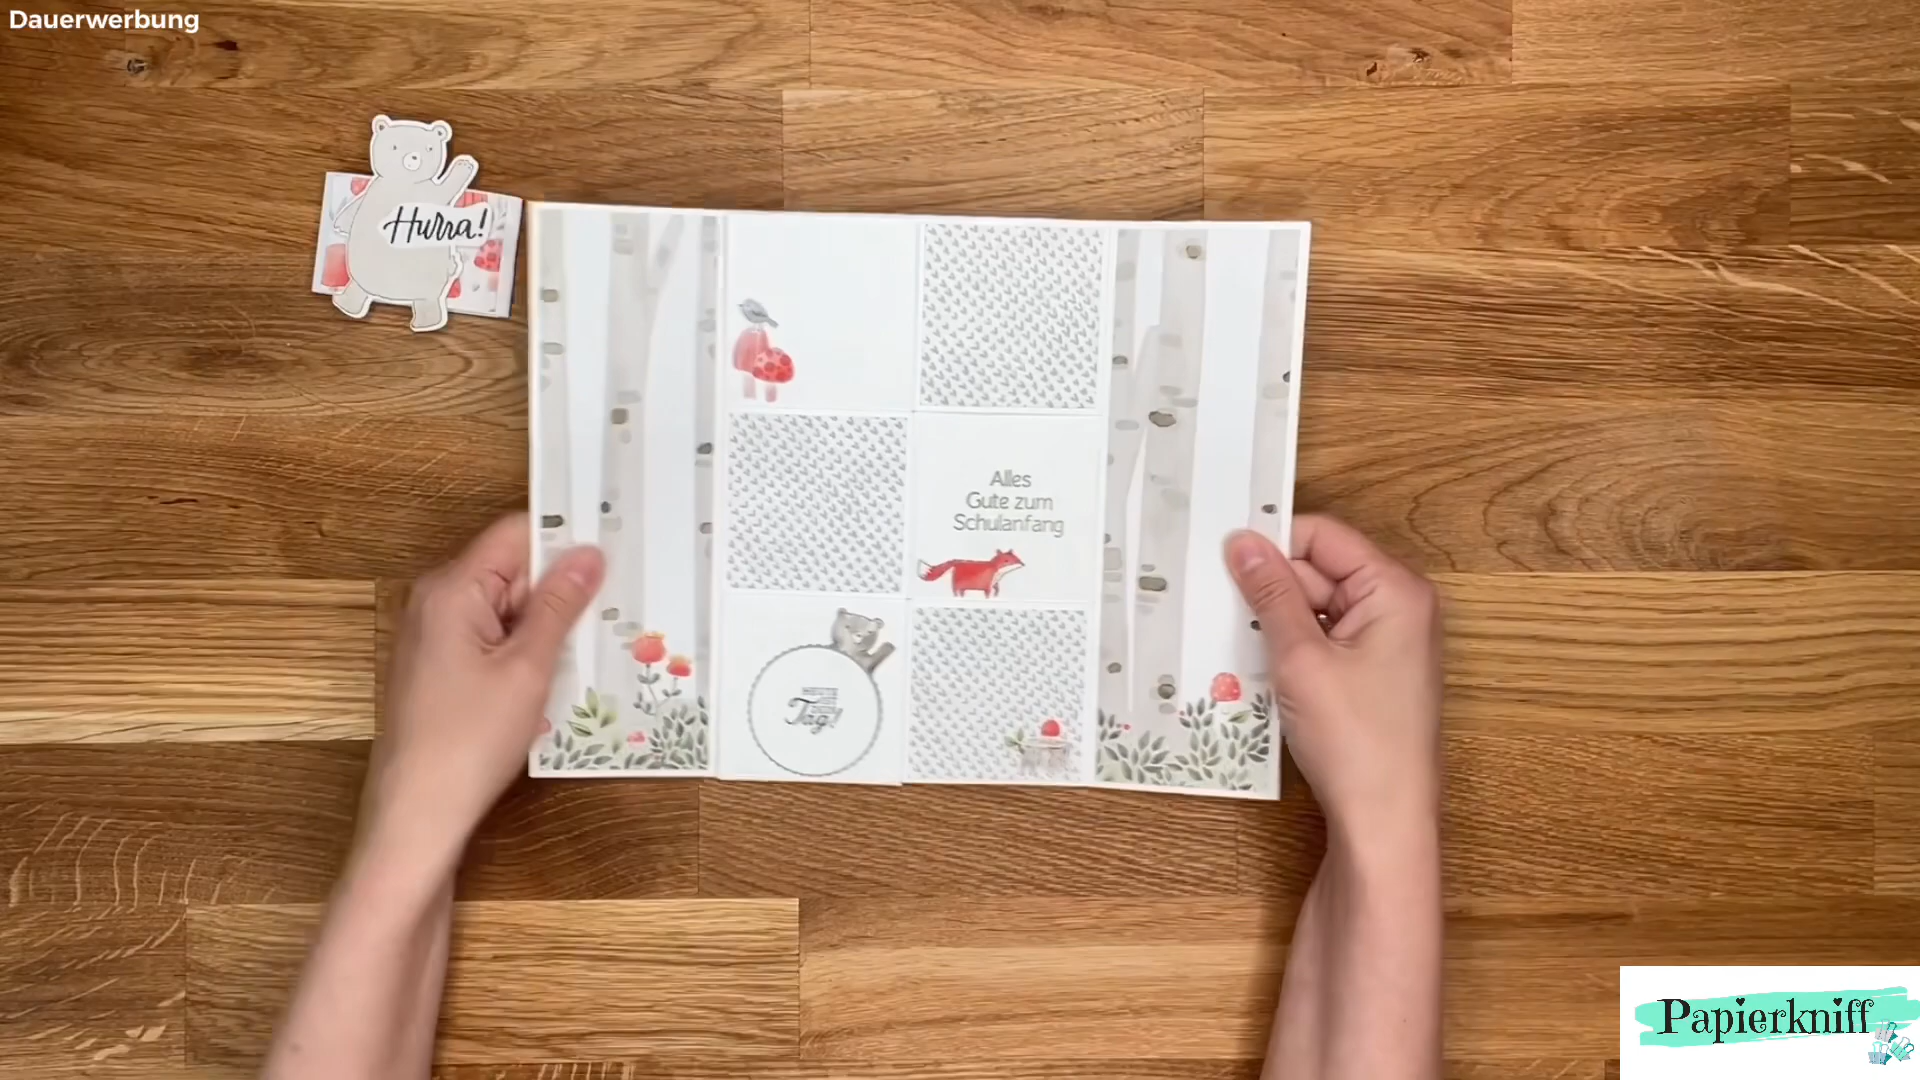 Dauerwerbung
Hurra!
Alles
Gute zum
Schulanfang
Tag!
Papierkniff